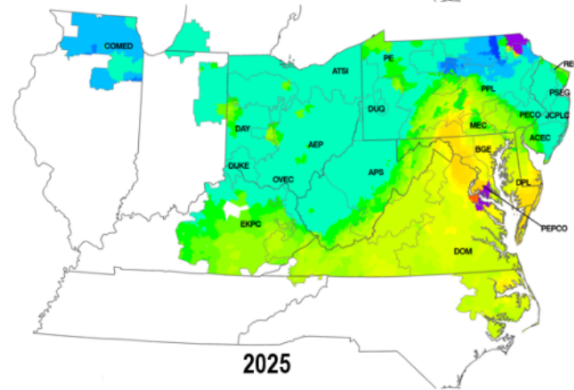 COMED
PE
ATSI
RE
PPL
PSEG
DUQ
PECO
JCPLC
MEC
DAY
ACEC
AEP
BGE
DUKE
OVEC
APS
DPL
EKPC
PEPCO
DOM
2025